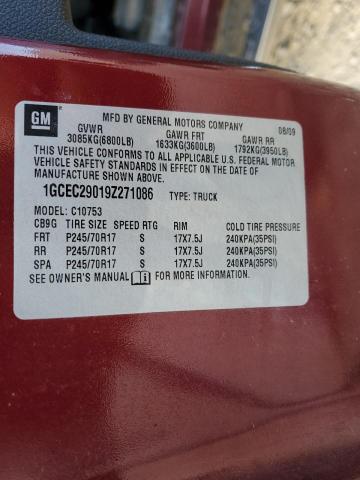 GM
MFD BY GENERAL MOTORS COMPANY 08/09
GVWR GAWR FRT GAWR RR
3085KG(6800LB) 1633KG(3600LB) 1792KG(3950LB)
THIS VEHICLE CONFORMS TO ALL APPLICABLE U.S. FEDERAL MOTOR
VEHICLE SAFETY STANDARDS IN EFFECT ON THE DATE OF
MANUFACTURE SHOWN ABOVE.
1GCEC29019Z271086 TYPE: TRUCK
MODEL: C10753
CB9G TIRE SIZE SPEED RTG RIM COLD TIRE PRESSURE
FRT P245/70R17 S 17X7.5J 240KPA(35PSI)
RR P245/70R17 S 17X7.5J 240KPA(35PSI)
SPA P245/70R17 S 17X7.5J 240KPA(35PSI)
SEE OWNER'S MANUAL FOR MORE INFORMATION.